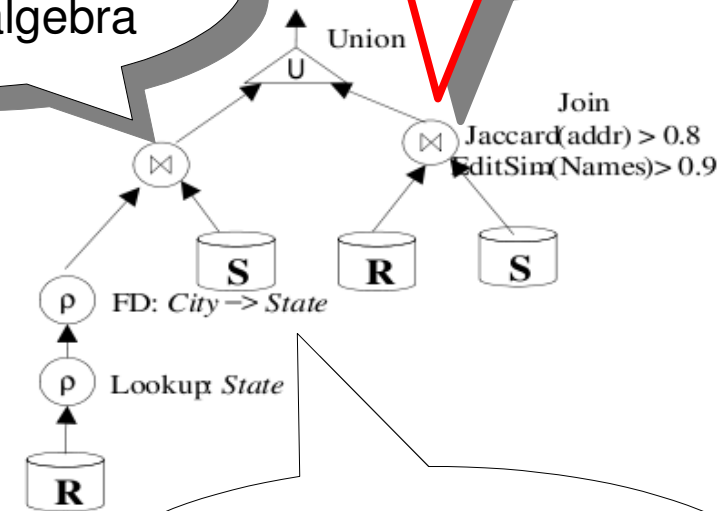 algebra
Union
U
Join
⋈
⋈
Jaccard(addr) > 0.8
EditSim(Names)> 0.9
S
R
S
ρ
FD: City −> State
ρ
Lookup: State
R